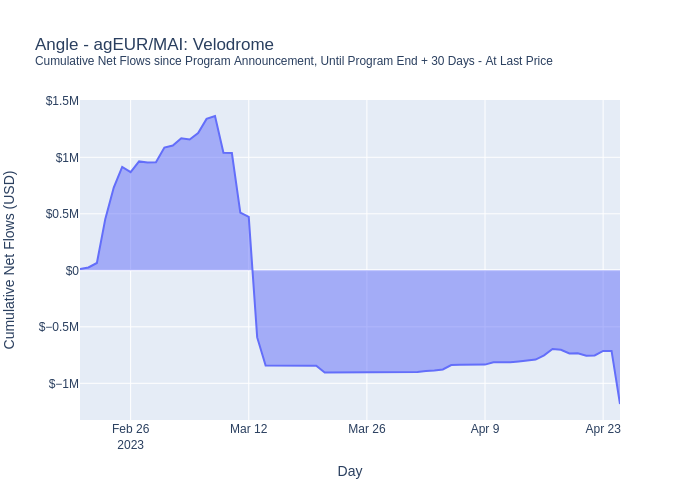 Angle - agEUR/MAI: Velodrome
Cumulative Net Flows since Program Announcement, Until Program End + 30 Days - At Last Price
Cumulative Net Flows (USD)
$1.5M
$1M
$0.5M
$0
$−0.5M
$−1M
Feb 26
2023
Mar 12
Mar 26
Apr 9
Apr 23
Day